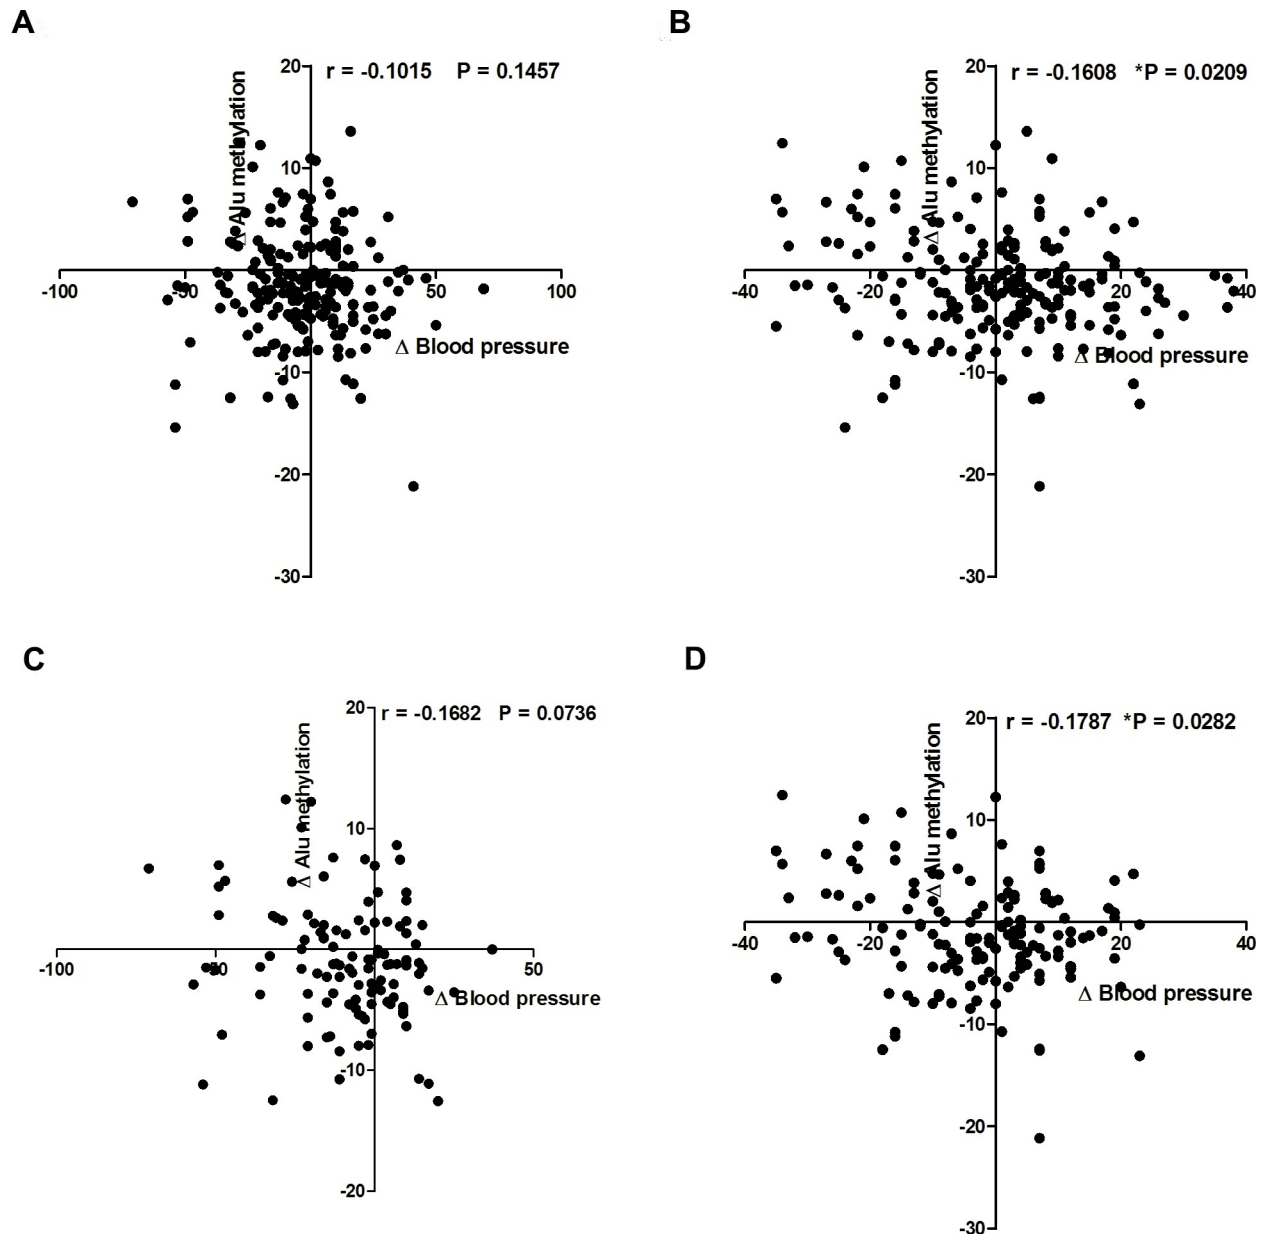 A
B
20
r = -0.1015 P = 0.1457
20
r = -0.1608 *P = 0.0209
Δ Alu methylation
Δ Alu methylation
10
10
-100
-50
50
100
-40
-20
20
40
Δ Blood pressure
Δ Blood pressure
-10
-10
-20
-20
-30
-30
C
D
20
r = -0.1682 P = 0.0736
20
r = -0.1787 *P = 0.0282
Δ Alu methylation
Δ Alu methylation
10
10
-100
-50
50
-40
-20
20
40
Δ Blood pressure
Δ Blood pressure
-10
-10
-20
-20
-30